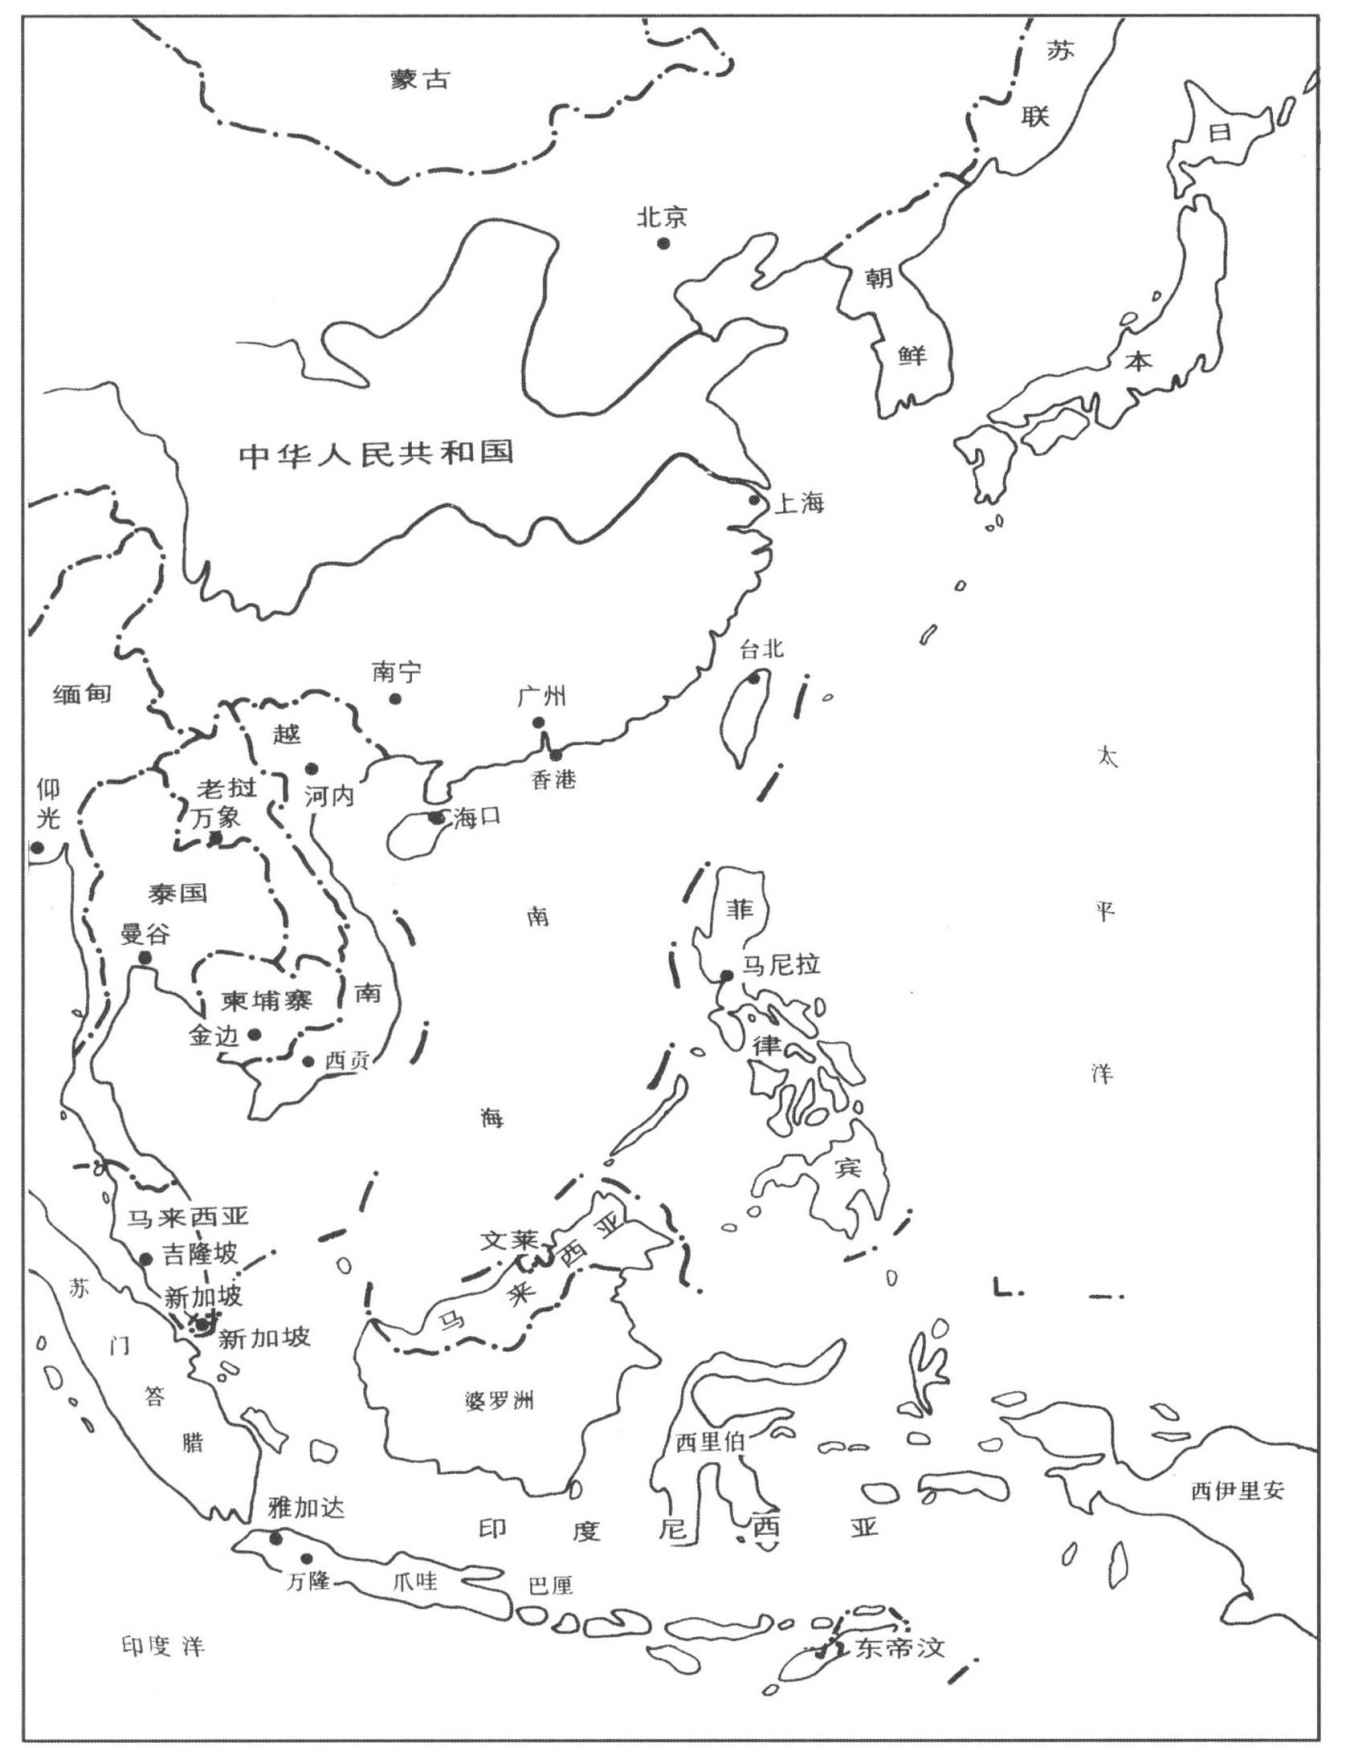 蒙古
苏联
日本
北京
朝鲜
中华人民共和国
上海
台北
南宁
广州
缅甸
越南
香港
老挝
河内
仰光
万象
海口
太平洋
泰国
南海
菲律宾
曼谷
马尼拉
柬埔寨
金边
西贡
马来西亚
文莱
马来西亚
吉隆坡
新加坡
新加坡
苏门答腊
婆罗洲
西里伯
西伊里安
雅加达
印度尼西亚
万隆
爪哇
巴厘
印度洋
东帝汶